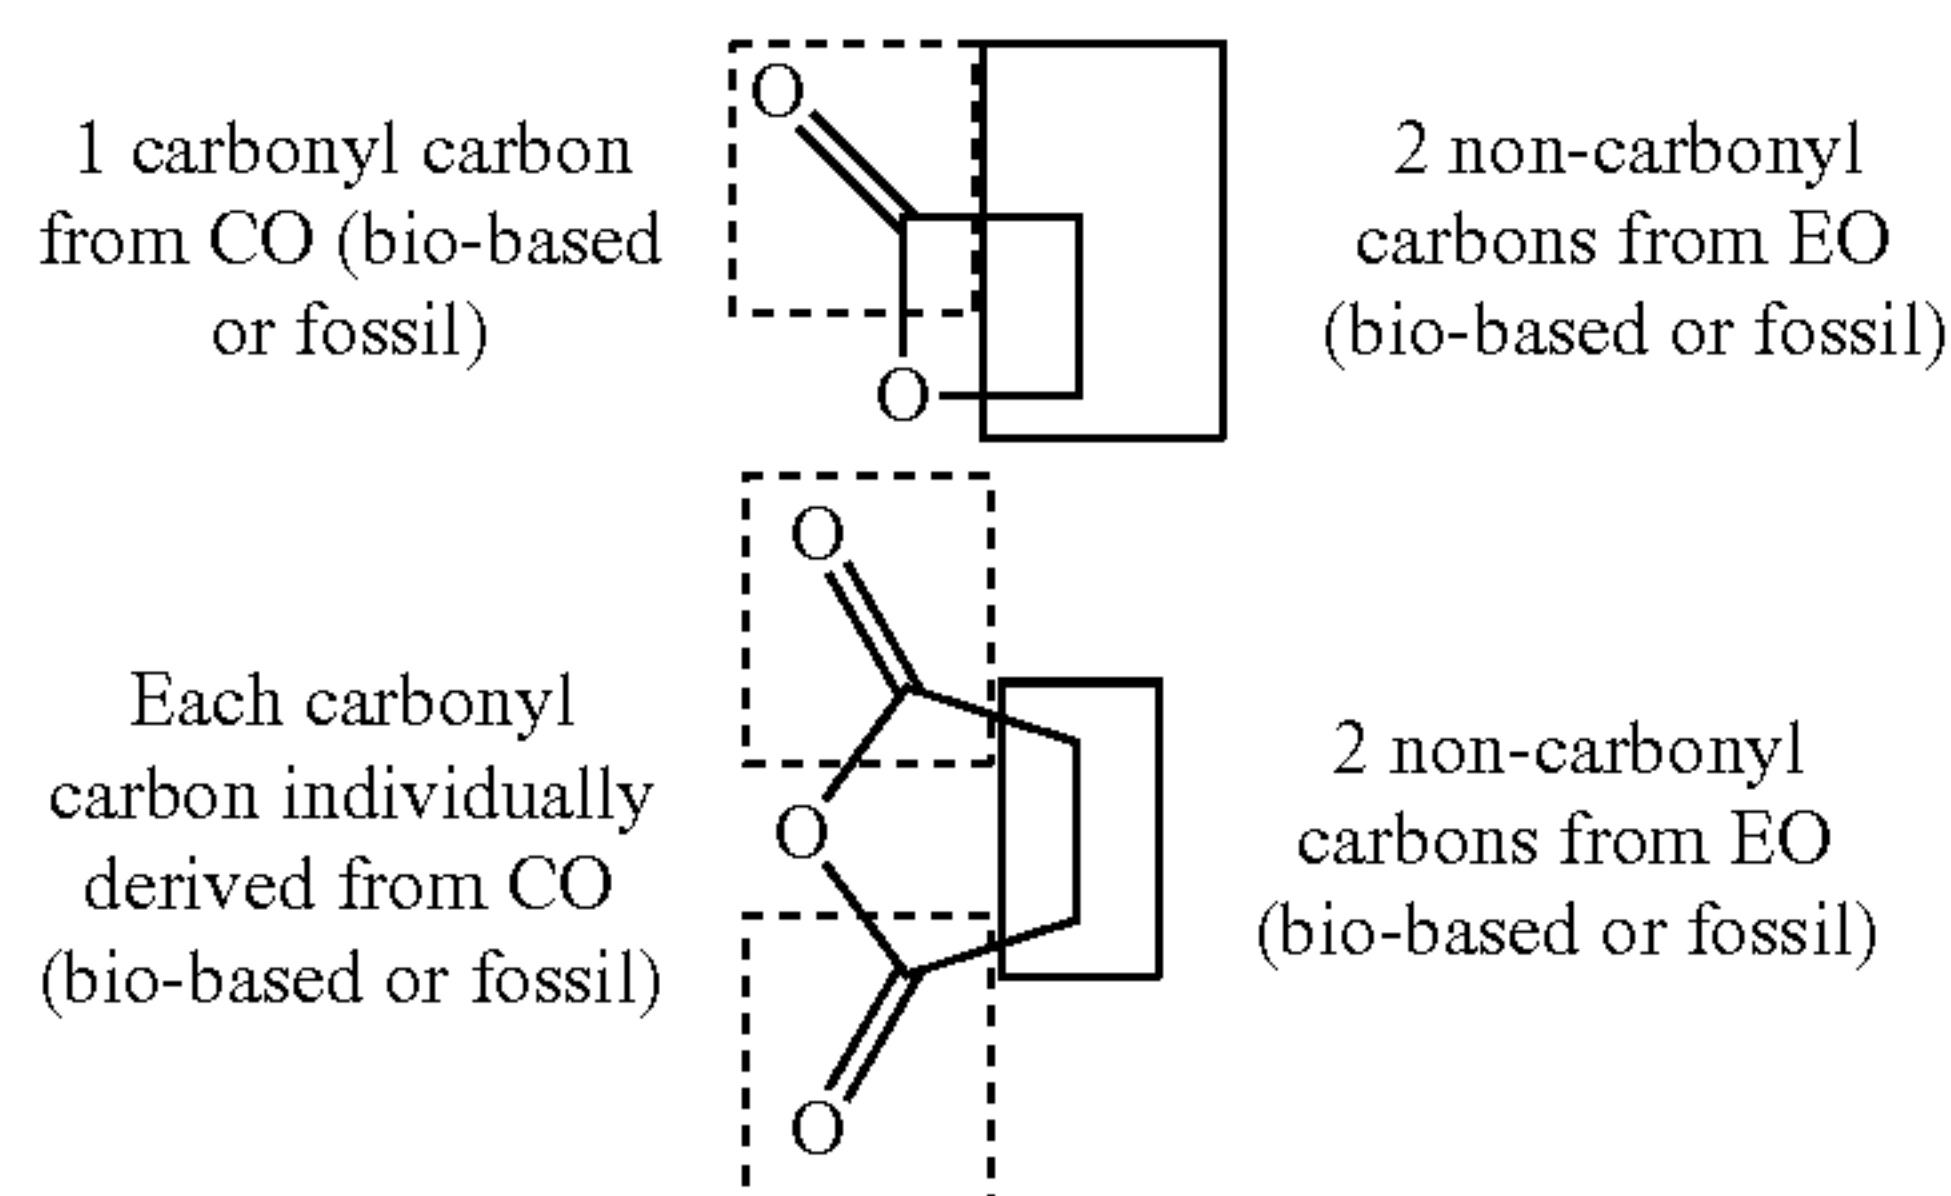 1 carbonyl carbon
from CO (bio-based
or fossil)
O
O
2 non-carbonyl
carbons from EO
(bio-based or fossil)
Each carbonyl
carbon individually
derived from CO
(bio-based or fossil)
O
O
O
2 non-carbonyl
carbons from EO
(bio-based or fossil)